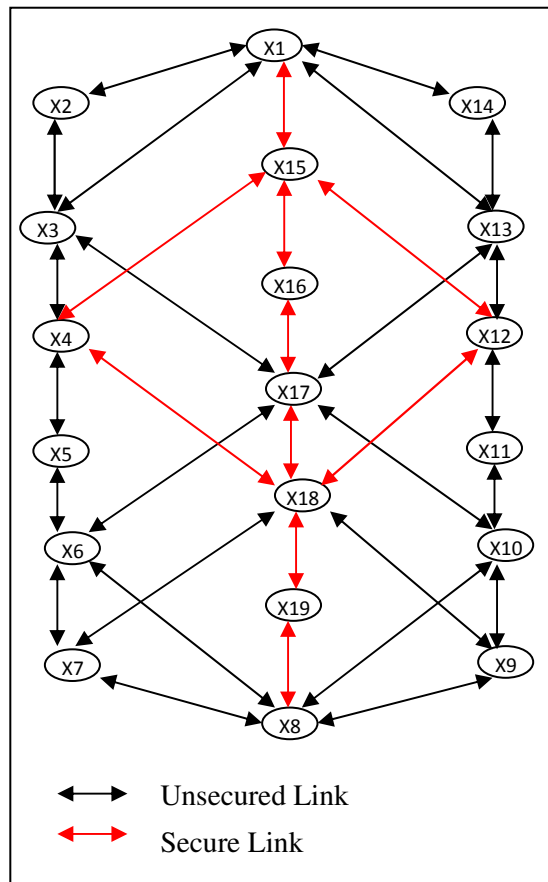 X1
X2
X14
X15
X3
X13
X16
X4
X12
X17
X5
X11
X18
X6
X10
X19
X7
X9
X8
Unsecured Link
Secure Link